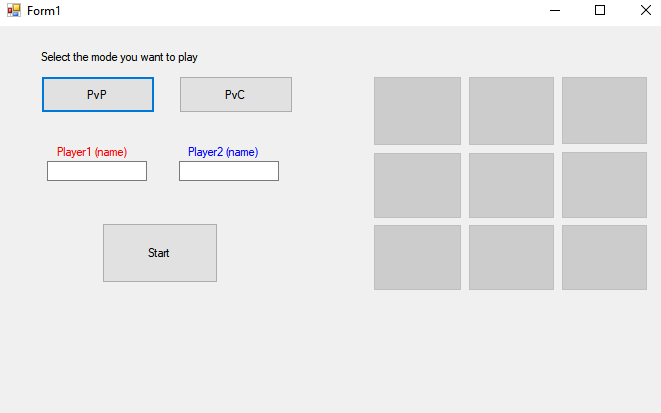 Form1
Select the mode you want to play
PvP
PvC
Player1 (name)
Player2 (name)
Start